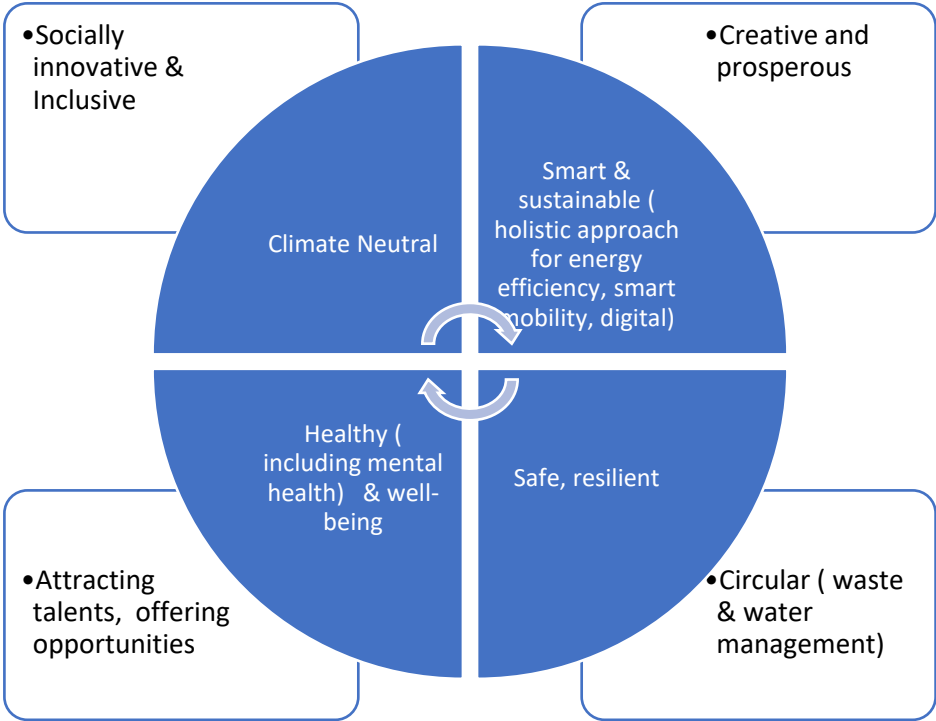 •Socially
innovative &
Inclusive
•Creative and
prosperous
Climate Neutral
Smart &
sustainable (
holistic approach
for energy
efficiency, smart
mobility, digital)
Healthy (
including mental
health)   & well-
being
Safe, resilient
•Attracting
talents,  offering
opportunities
•Circular ( waste
& water
management)